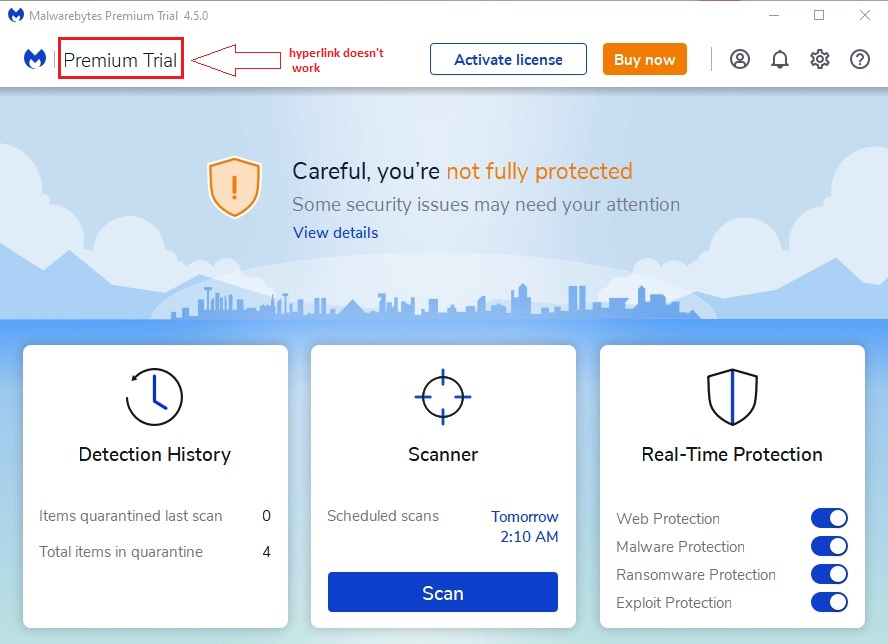 Malwarebytes Premium Trial 4.5.0
Premium Trial
hyperlink doesn't
work
Activate license
Buy now
Careful, you're not fully protected
Some security issues may need your attention
View details
Detection History
Items quarantined last scan 0
Total items in quarantine 4
Scanner
Scheduled scans Tomorrow
2:10 AM
Scan
Real-Time Protection
Web Protection
Malware Protection
Ransomware Protection
Exploit Protection